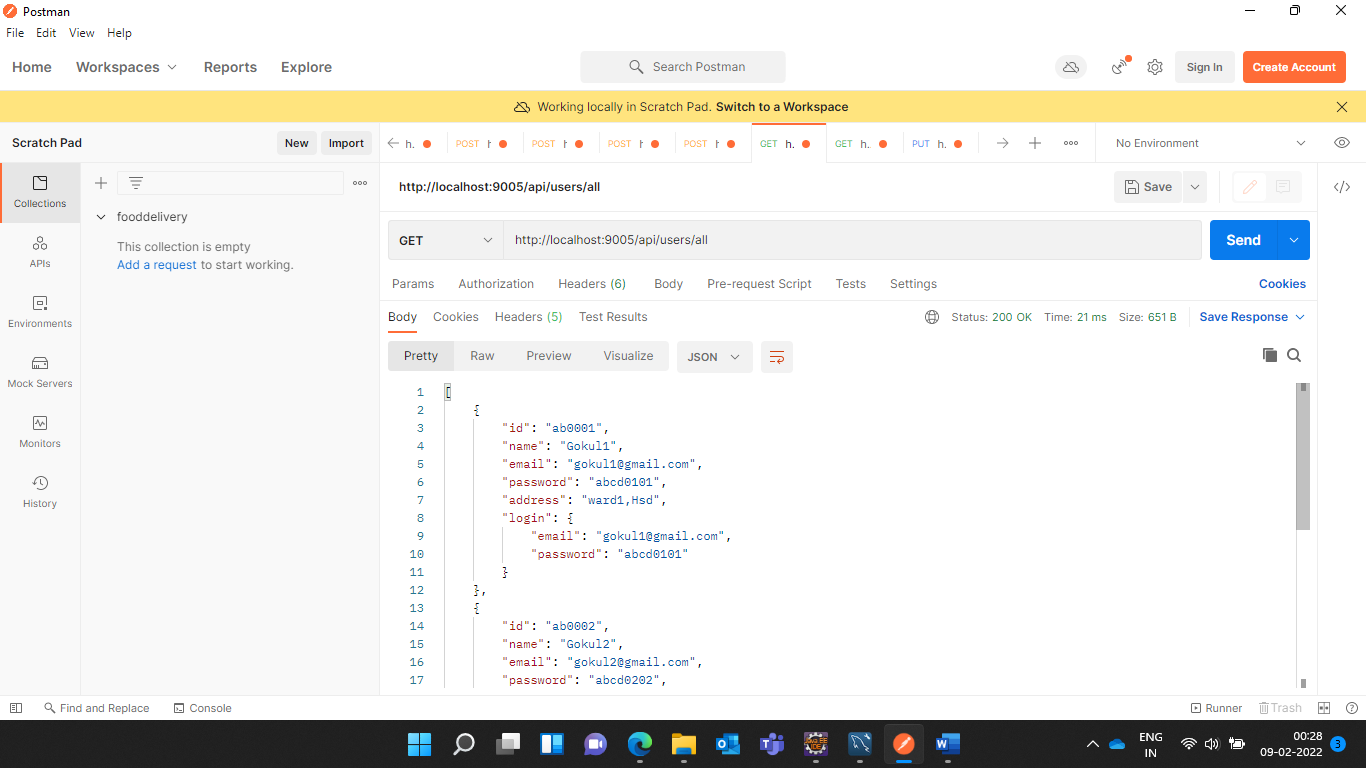 Postman
File Edit View Help
Home Workspaces Reports Explore Search Postman Sign In Create Account
Working locally in Scratch Pad. Switch to a Workspace
Scratch Pad New Import
h. POST POST POST POST GET h. GET h. PUT h. No Environment
Collections
APIs
Environments
Mock Servers
Monitors
History
fooddelivery
This collection is empty
Add a request to start working.
http://localhost:9005/api/users/all Save
GET http://localhost:9005/api/users/all Send
Params Authorization Headers (6) Body Pre-request Script Tests Settings Cookies
Body Cookies Headers (5) Test Results Status: 200 OK Time: 21 ms Size: 651 B Save Response
Pretty Raw Preview Visualize JSON
1 [
2 {
3 "id": "ab0001",
4 "name": "Gokul1",
5 "email": "gokul1@gmail.com",
6 "password": "abcd0101",
7 "address": "ward1,Hsd",
8 "login": {
9 "email": "gokul1@gmail.com",
10 "password": "abcd0101"
11 }
12 },
13 {
14 "id": "ab0002",
15 "name": "Gokul2",
16 "email": "gokul2@gmail.com",
17 "password": "abcd0202",
Find and Replace Console Runner Trash
ENG
IN
00:28
09-02-2022
3